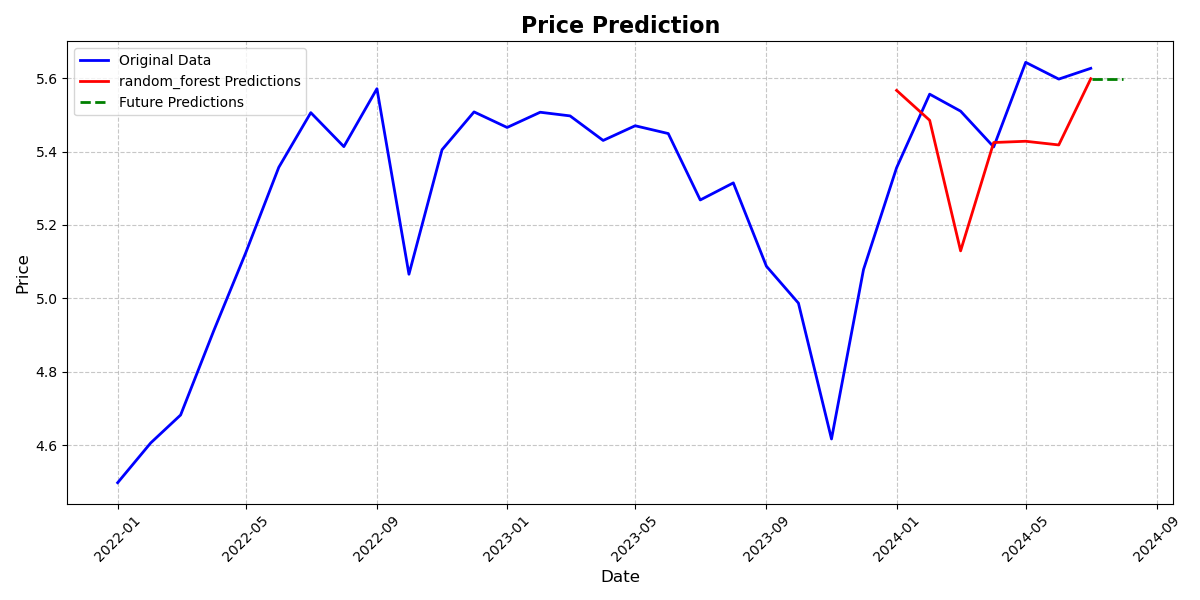 Price Prediction
Original Data
random_forest Predictions
Future Predictions
Price
5.6
5.4
5.2
5.0
4.8
4.6
2022-01
2022-05
2022-09
2023-01
2023-05
2023-09
2024-01
2024-05
2024-09
Date